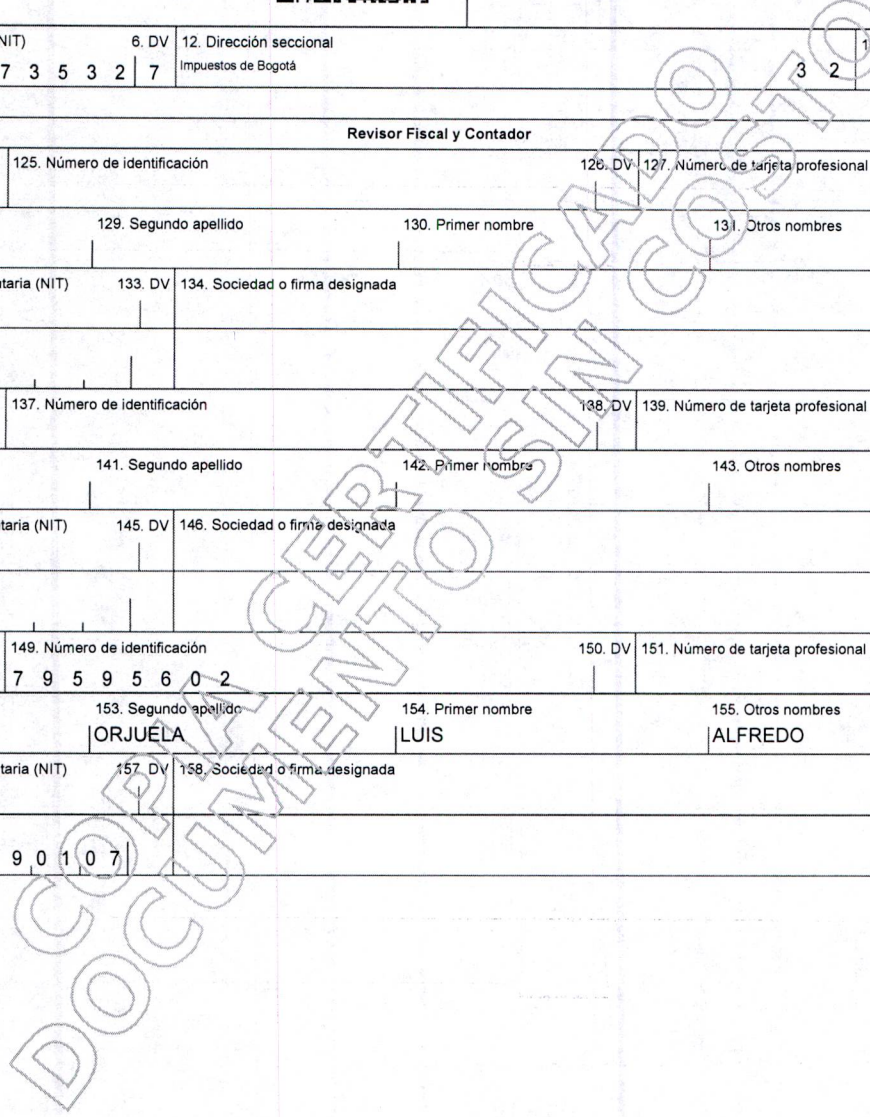 NIT) 6. DV 12. Dirección seccional
7 3 5 3 2 7 Impuestos de Bogotá 3 2
Revisor Fiscal y Contador
125. Número de identificación 126. DV 127. Número de tarjeta profesional
129. Segundo apellido 130. Primer nombre 131. Otros nombres
taria (NIT) 133. DV 134. Sociedad o firma designada
137. Número de identificación 138. DV 139. Número de tarjeta profesional
141. Segundo apellido 142. Primer nombre 143. Otros nombres
taria (NIT) 145. DV 146. Sociedad o firma designada
149. Número de identificación 150. DV 151. Número de tarjeta profesional
7 9 5 9 5 6 0 2
153. Segundo apellido 154. Primer nombre 155. Otros nombres
ORJUELA LUIS ALFREDO
taria (NIT) 157. DV 158. Sociedad o firma designada
9 0 1 0 7
COPIA CERTIFICADO
DOCUMENTO SIN COSTO